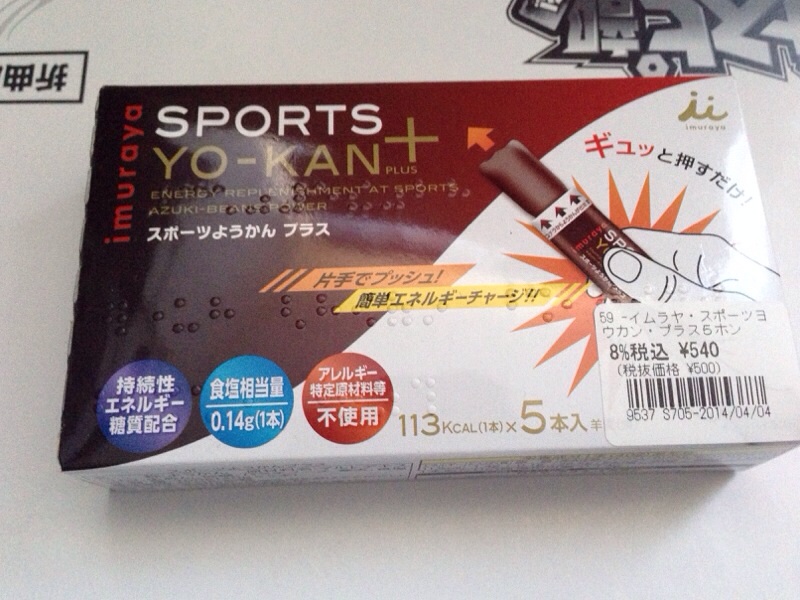 折曲
imuraya
SPORTS
YO-KAN+
PLUS
ENERGY REPLENISHMENT AT SPORTS
AZUKI-BEANS POWER
スポーツようかん プラス
imuraya
ギュッと押すだけ!
片手でプッシュ!
簡単エネルギーチャージ!!
持続性
エネルギー
糖質配合
食塩相当量
0.14g(1本)
アレルギー
特定原材料等
不使用
113KCAL(1本)×5本入 羊
imuraya
59 -イムラヤ・スポーツヨ
ウカン・プラス5ホン
8%税込 ¥540
(税抜価格 ¥500)
9537 S705-2014/04/04